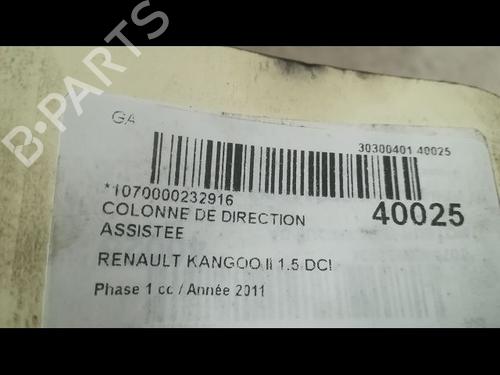 B-PARTS
GA
30300401 40025
*1070000232916
40025
COLONNE DE DIRECTION
ASSISTEE
RENAULT KANGOO II 1.5 DCI
Phase 1 cc / Année 2011